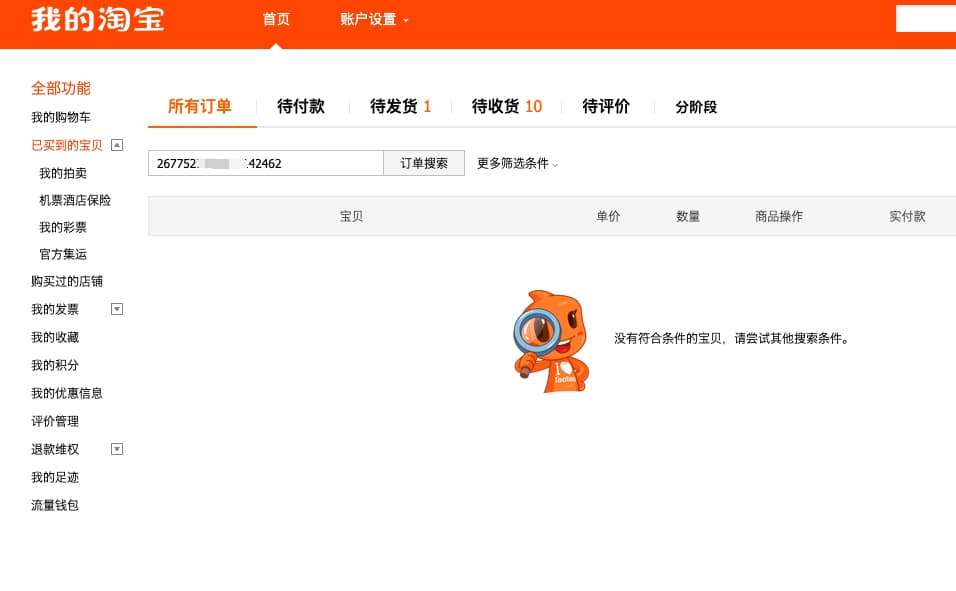 我的淘宝 首页 账户设置
全部功能
我的购物车
已买到的宝贝
我的拍卖
机票酒店保险
我的彩票
官方集运
购买过的店铺
我的发票
我的收藏
我的积分
我的优惠信息
评价管理
退款维权
我的足迹
流量钱包
所有订单 待付款 待发货 1 待收货 10 待评价 分阶段
267752 42462 订单搜索 更多筛选条件
宝贝 单价 数量 商品操作 实付款
没有符合条件的宝贝，请尝试其他搜索条件。
I
Taobao